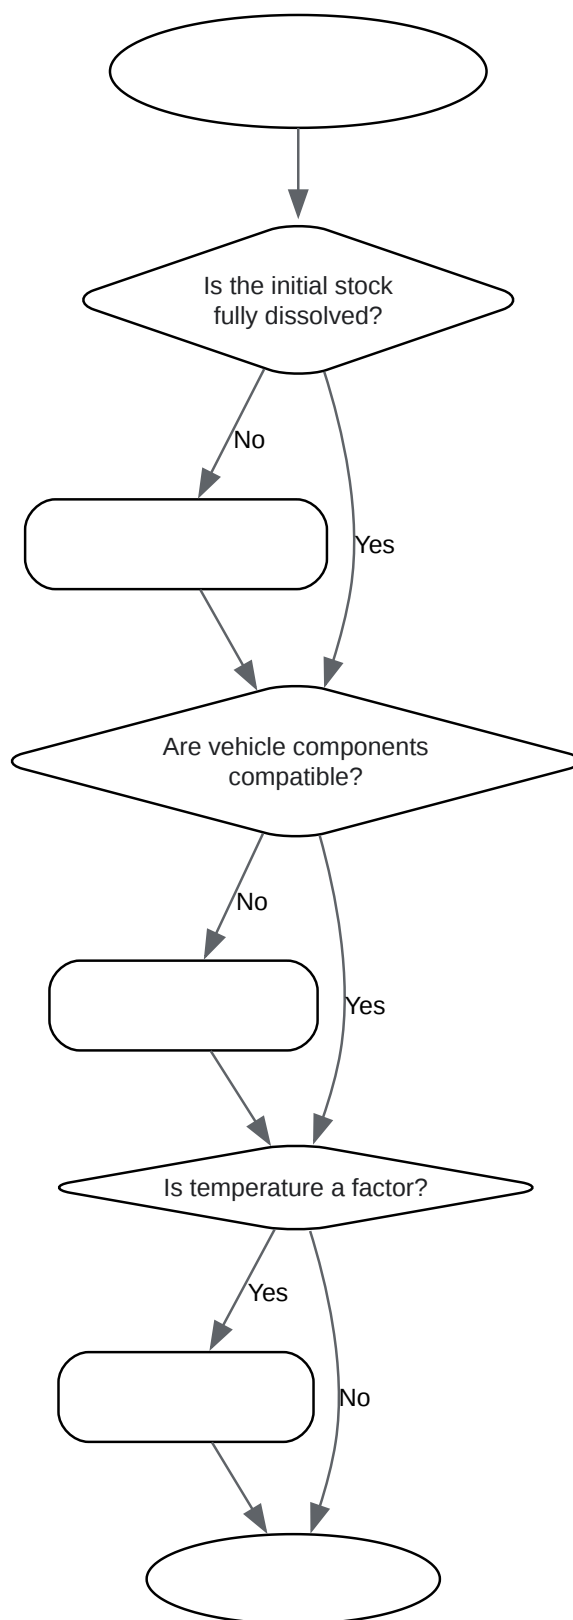 Is the initial stock
fully dissolved?
No
Yes
Are vehicle components
compatible?
No
Yes
Is temperature a factor?
Yes
No